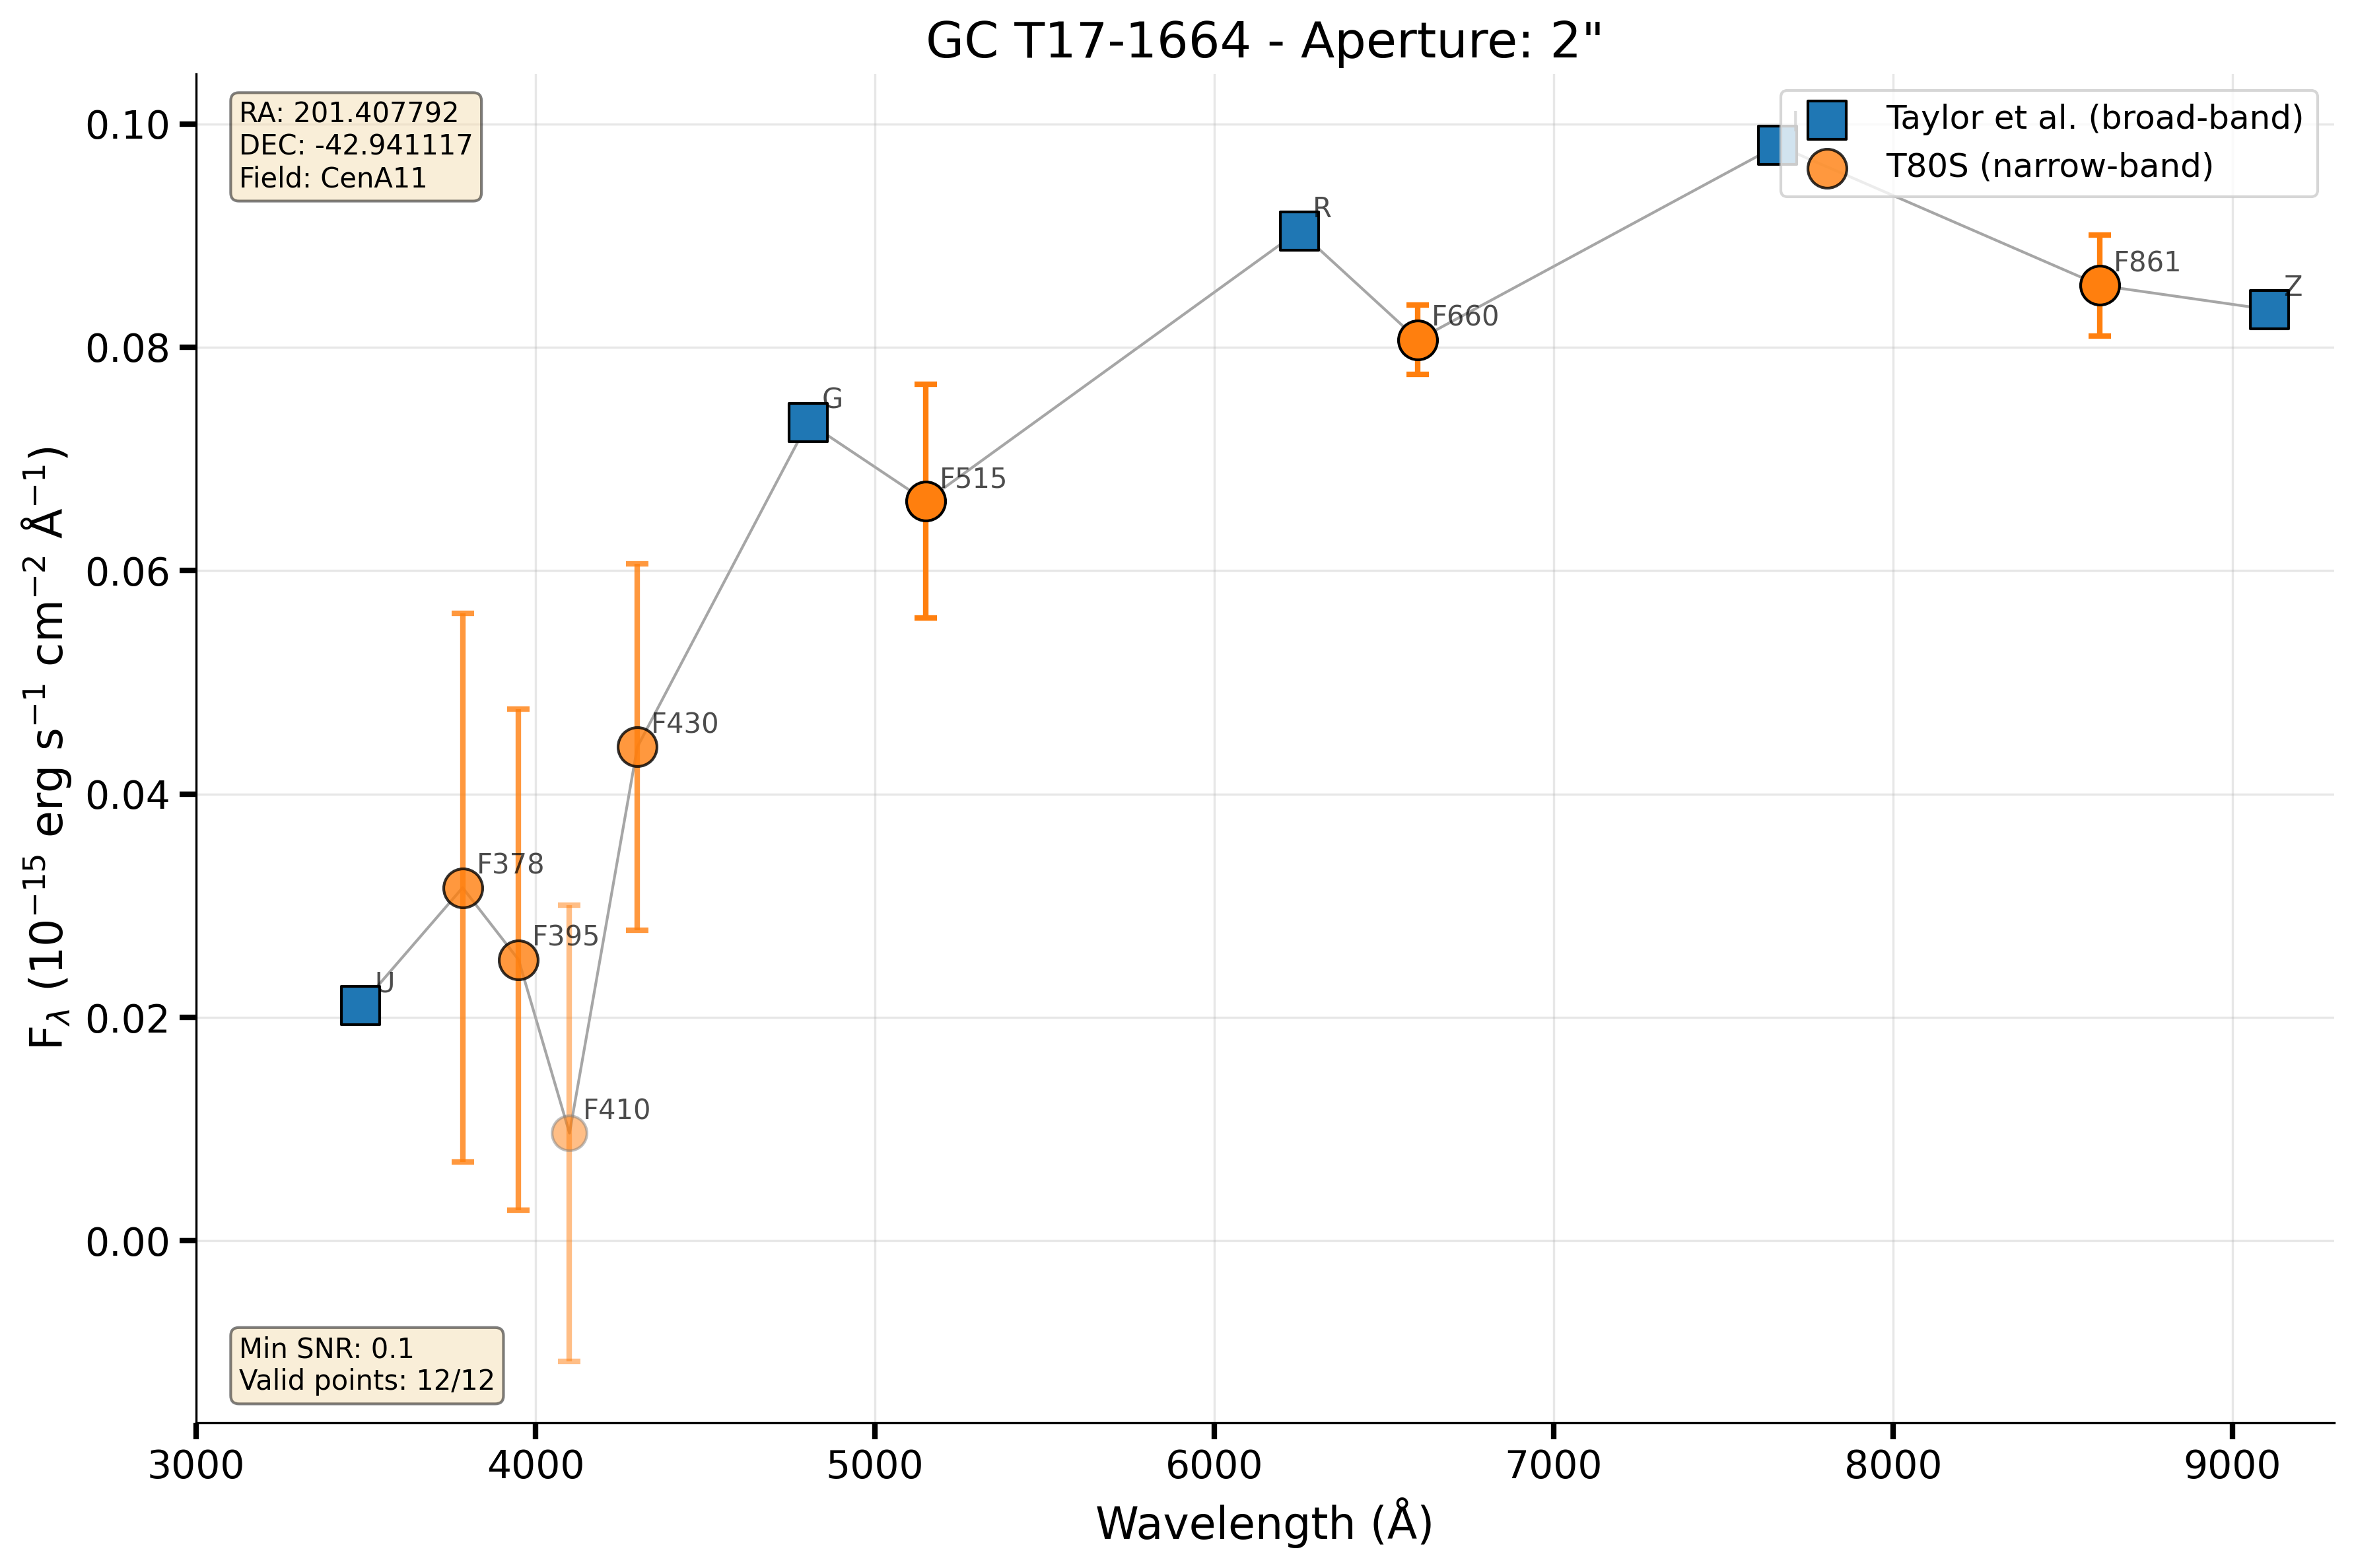 GC T17-1664 - Aperture: 2"
RA: 201.407792
DEC: -42.941117
Field: CenA11
Taylor et al. (broad-band)
T80S (narrow-band)
F_λ (10⁻¹⁵ erg s⁻¹ cm⁻² Å⁻¹)
0.10
0.08
0.06
0.04
0.02
0.00
U
F378
F395
F410
F430
G
F515
R
F660
F861
Z
Min SNR: 0.1
Valid points: 12/12
3000
4000
5000
6000
7000
8000
9000
Wavelength (Å)